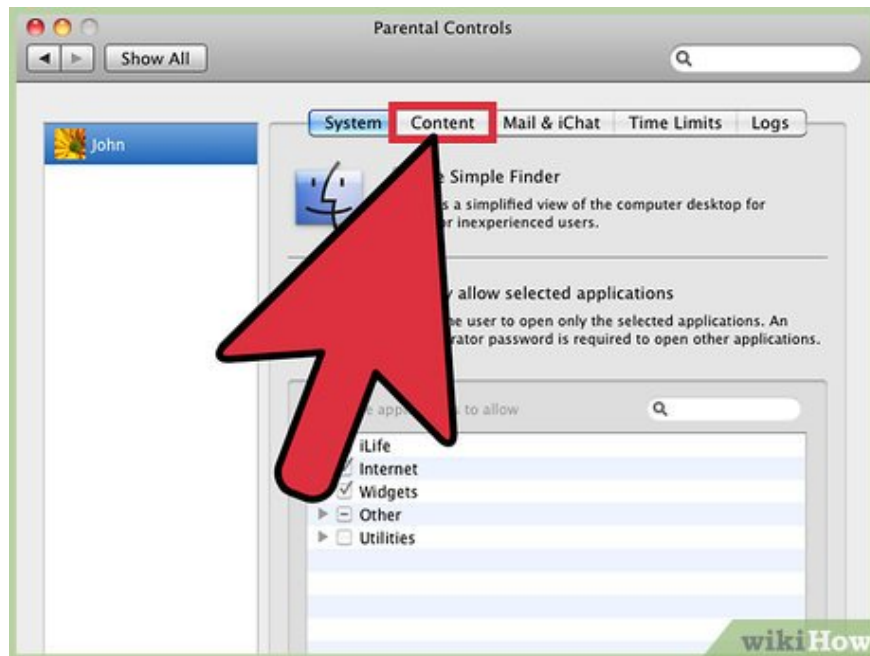 Parental Controls
Show All
John
System Content Mail & iChat Time Limits Logs
Simple Finder
s a simplified view of the computer desktop for
r inexperienced users.
allow selected applications
user to open only the selected applications. An
rator password is required to open other applications.
to allow
iLife
Internet
Widgets
Other
Utilities
wikiHow